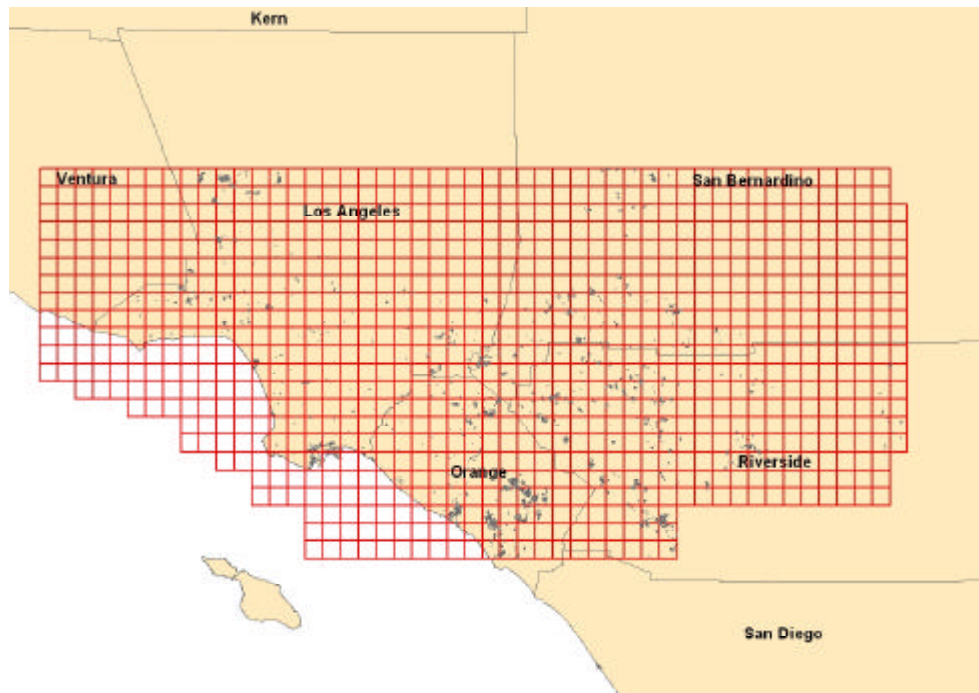 Kern
Ventura
San Bernardino
Los Angeles
Orange
Riverside
San Diego